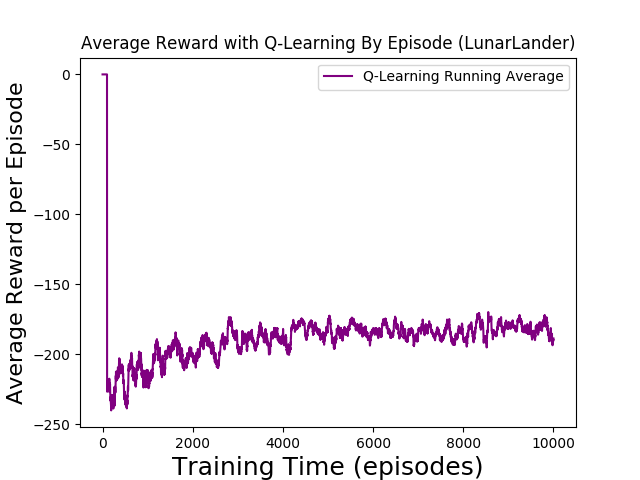 Average Reward with Q-Learning By Episode (LunarLander)
Q-Learning Running Average
Average Reward per Episode
0
−50
−100
−150
−200
−250
0 2000 4000 6000 8000 10000
Training Time (episodes)